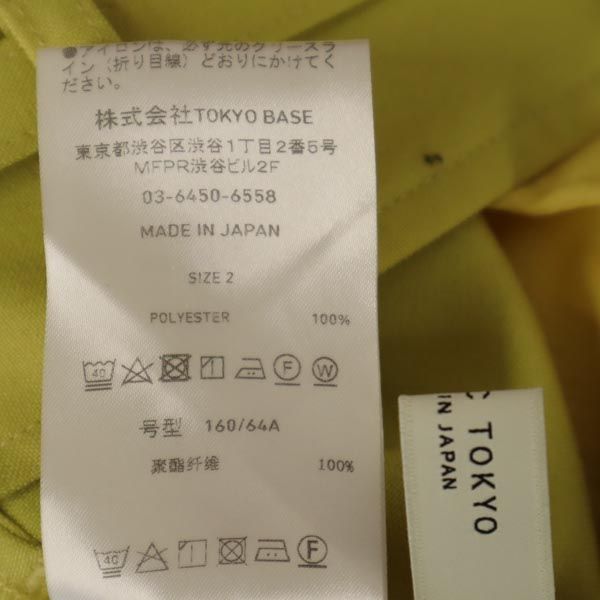 ●アイロンは、必ず元のクリースラ
イン（折り目線）どおりにかけてく
ださい。
株式会社TOKYO BASE
東京都渋谷区渋谷1丁目2番5号
MFPR渋谷ビル2F
03-6450-6558
MADE IN JAPAN
SIZE 2
POLYESTER 100%
40 F W
号型 160/64A
聚酯纤维 100%
40 F
C TOKYO
IN JAPAN